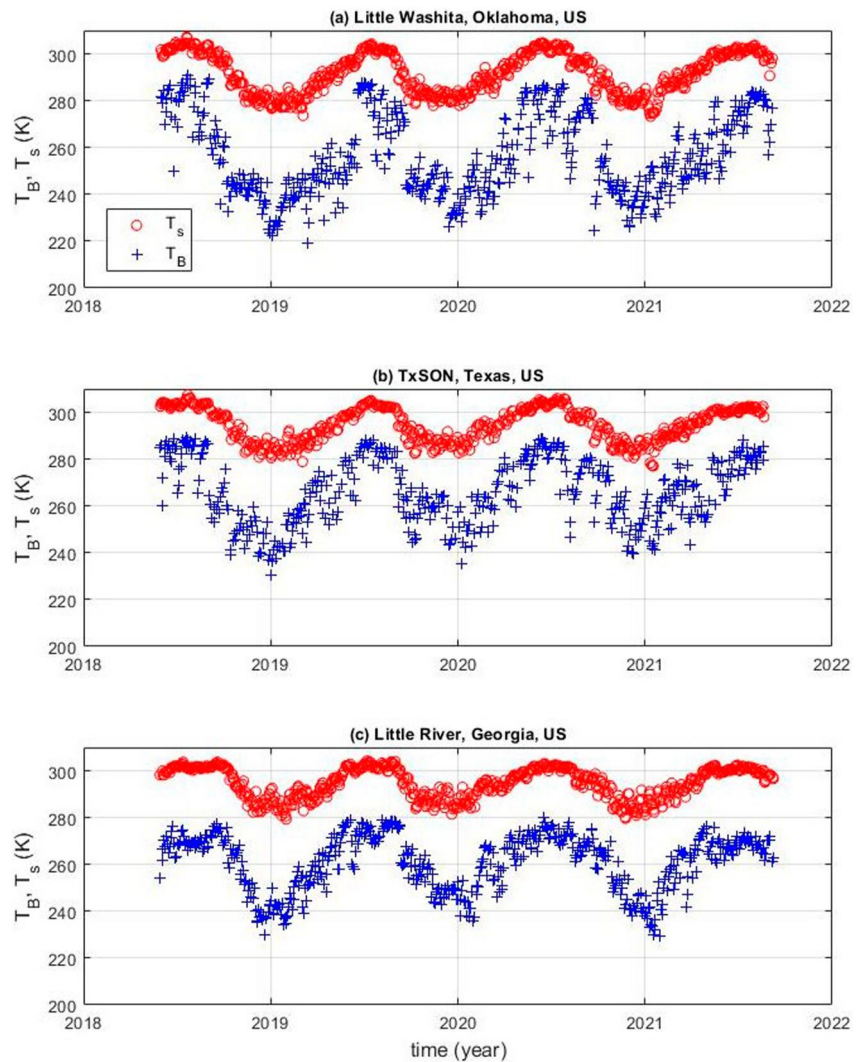 (a) Little Washita, Oklahoma, US
300
280
260
240
220
200
T_B, T_s (K)
T_s
T_B
2018 2019 2020 2021 2022
(b) TxSON, Texas, US
300
280
260
240
220
200
T_B, T_s (K)
2018 2019 2020 2021 2022
(c) Little River, Georgia, US
300
280
260
240
220
200
T_B, T_s (K)
2018 2019 2020 2021 2022
time (year)